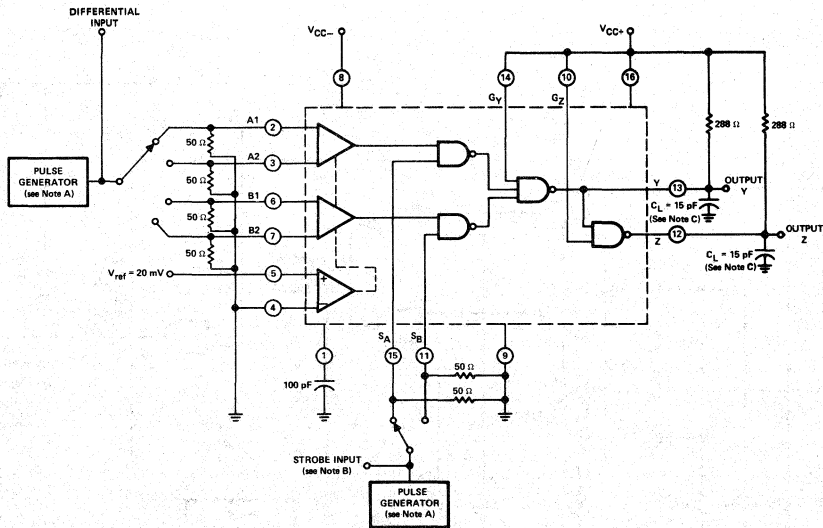 DIFFERENTIAL
INPUT
VCC−
VCC+
8
14
10
16
GY
GZ
A1
2
50 Ω
A2
3
50 Ω
B1
6
50 Ω
B2
7
50 Ω
Vref = 20 mV
5
4
+
−
PULSE
GENERATOR
(see Note A)
288 Ω
288 Ω
Y
13
OUTPUT
Y
CL = 15 pF
(See Note C)
Z
12
OUTPUT
Z
CL = 15 pF
(See Note C)
1
100 pF
SA
15
SB
11
9
50 Ω
50 Ω
STROBE INPUT
(see Note B)
PULSE
GENERATOR
(see Note A)